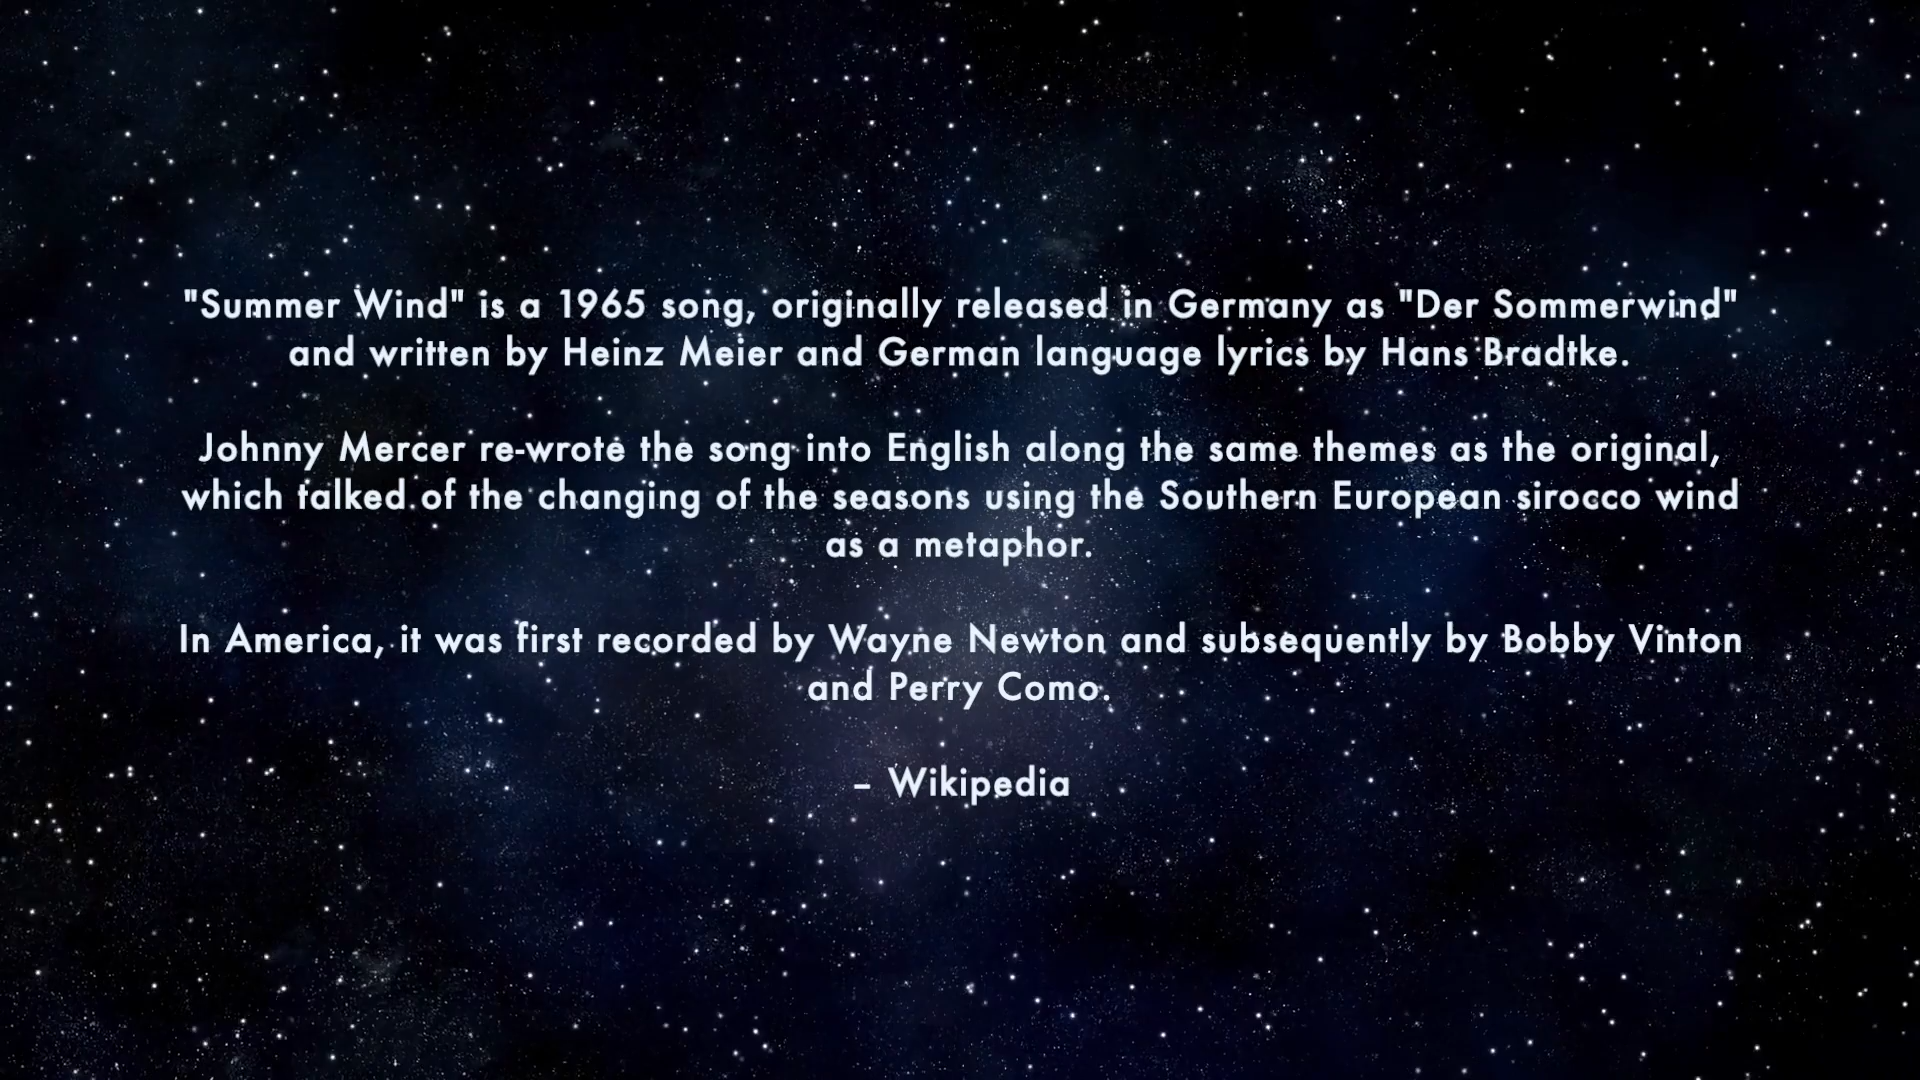 "Summer Wind" is a 1965 song, originally released in Germany as "Der Sommerwind"
and written by Heinz Meier and German language lyrics by Hans Bradtke.
Johnny Mercer re-wrote the song into English along the same themes as the original,
which talked of the changing of the seasons using the Southern European sirocco wind
as a metaphor.
In America, it was first recorded by Wayne Newton and subsequently by Bobby Vinton
and Perry Como.
– Wikipedia